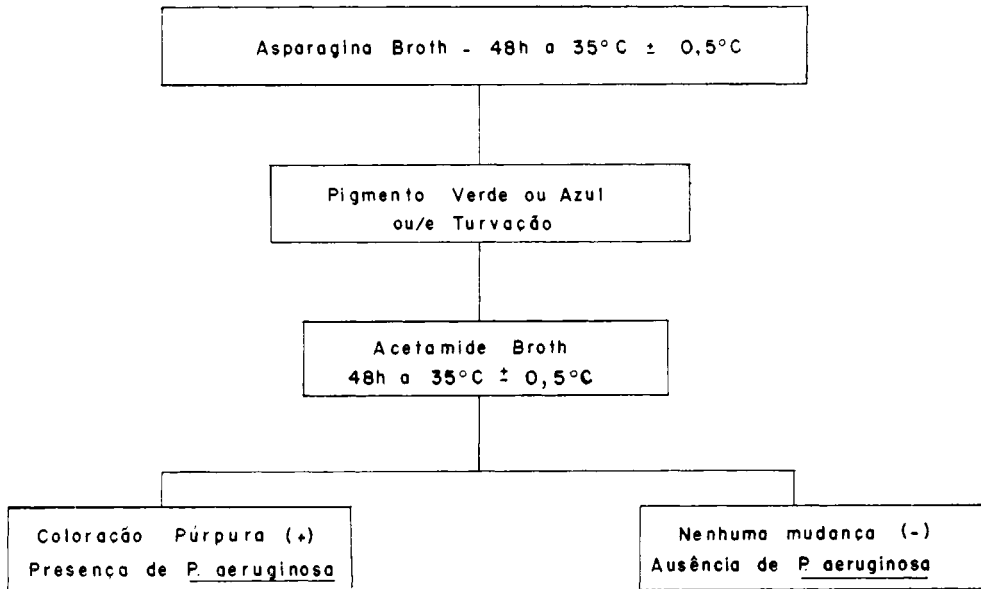 Asparagina Broth - 48h a 35°C ± 0,5°C
Pigmento Verde ou Azul
ou/e Turvação
Acetamide Broth
48h a 35°C ± 0,5°C
Coloração Púrpura (+)
Presença de P. aeruginosa
Nenhuma mudança (-)
Ausência de P. aeruginosa